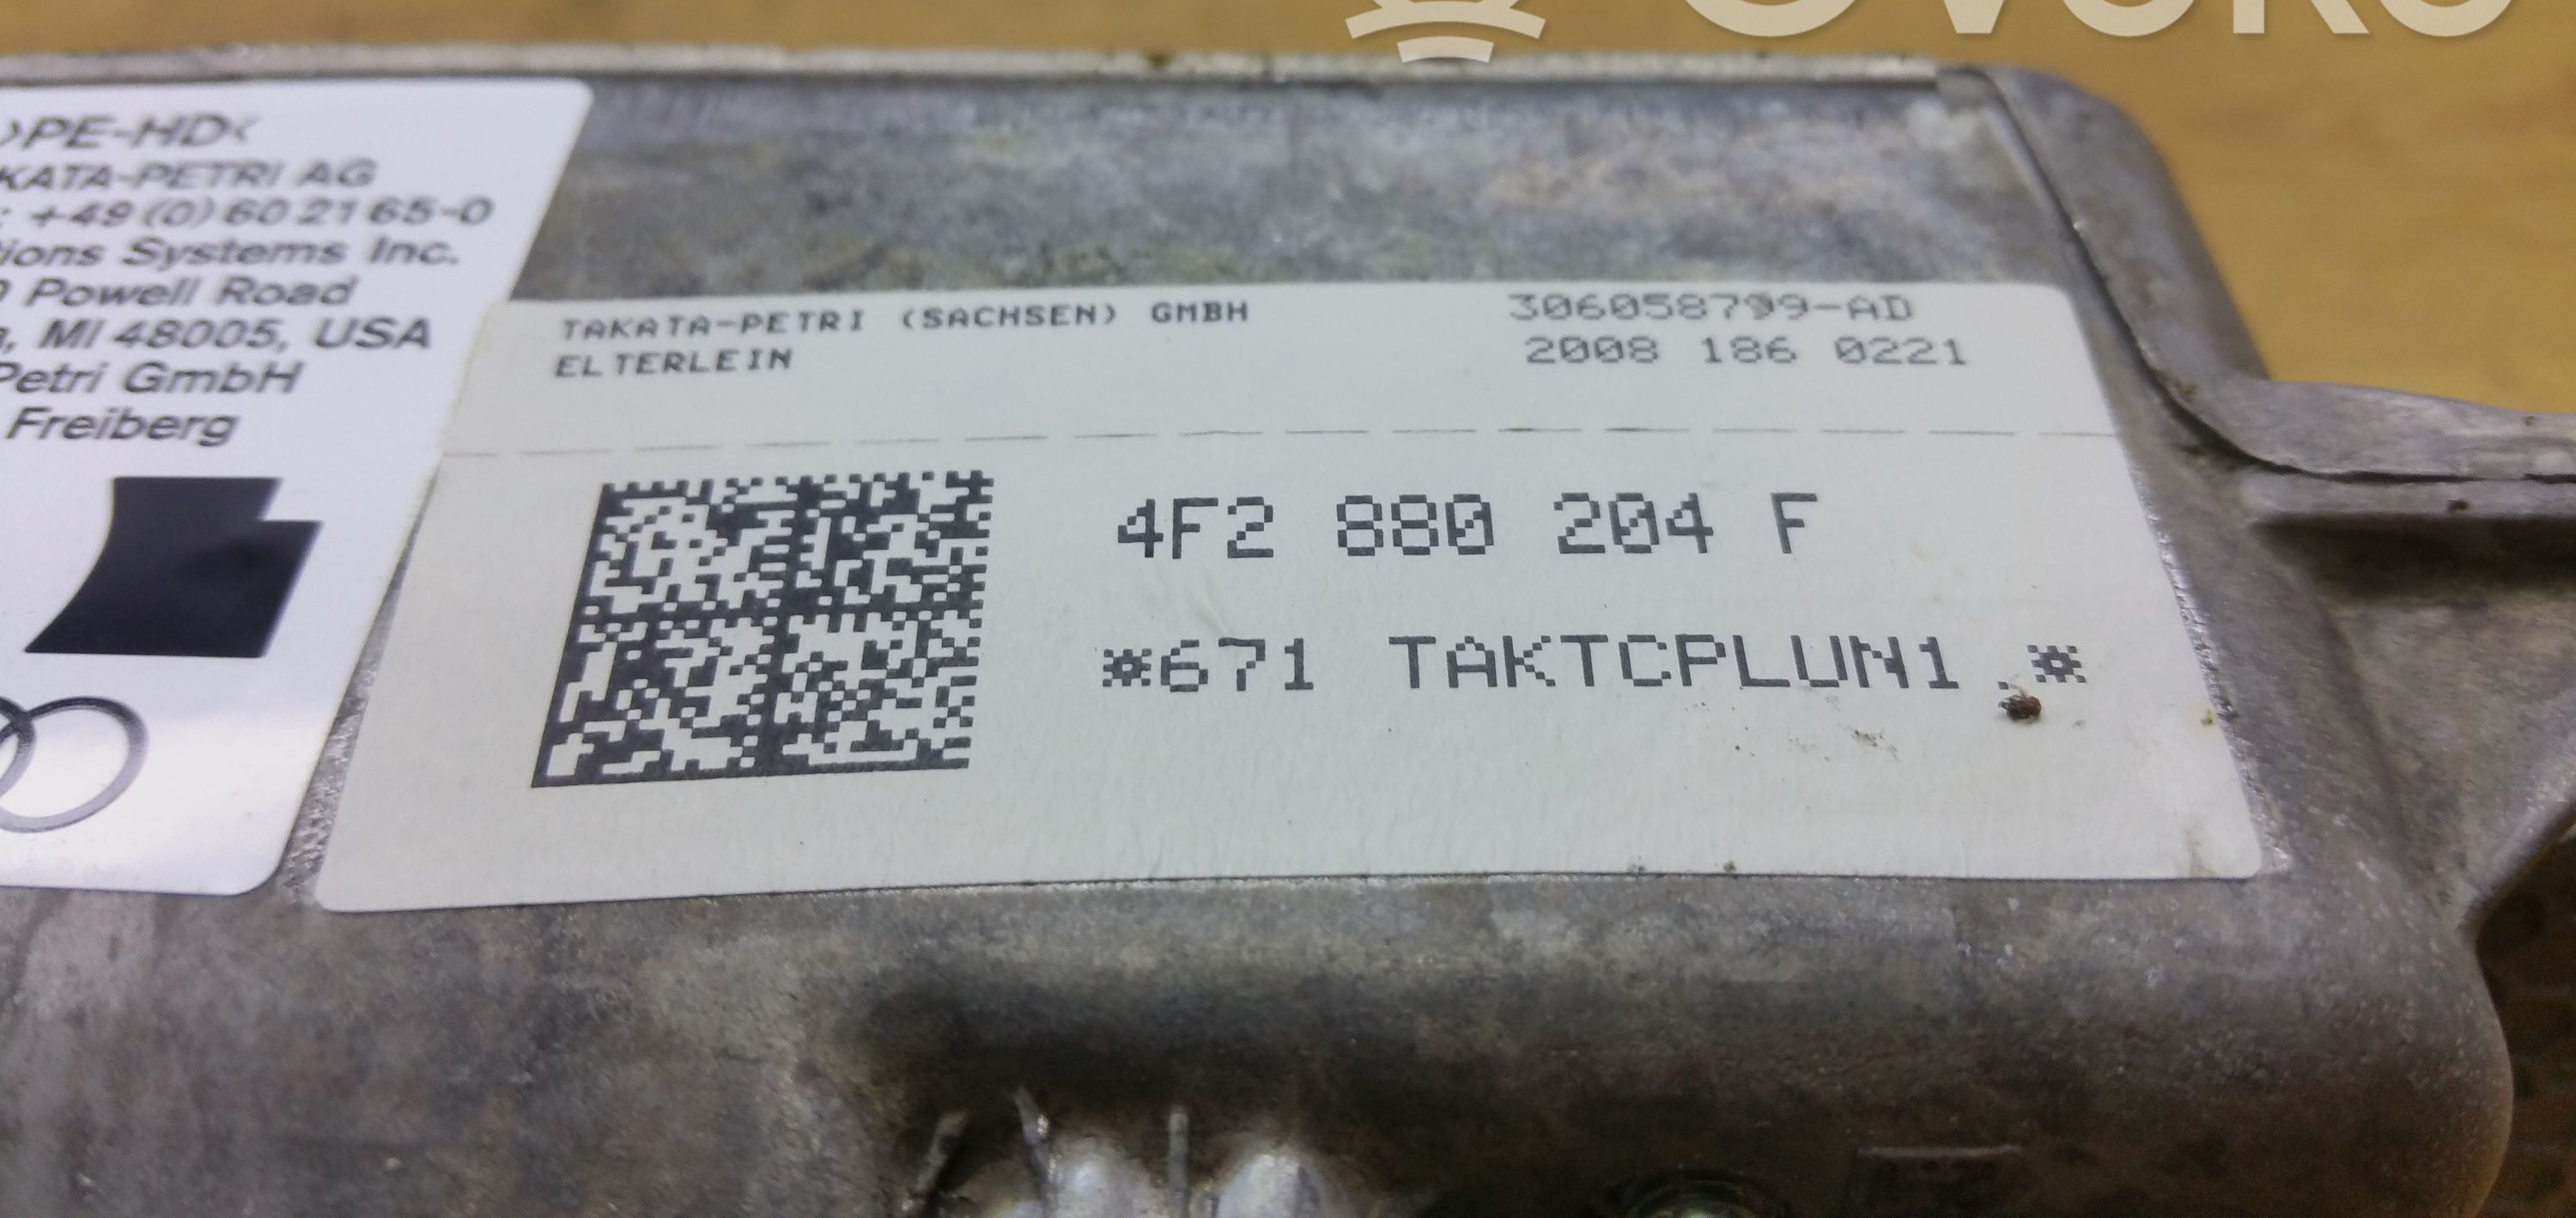 ›PE-HD‹
KATA-PETRI AG
: +49 (0) 60 21 65-0
tions Systems Inc.
Powell Road
, MI 48005, USA
Petri GmbH
Freiberg
TAKATA-PETRI (SACHSEN) GMBH
ELTERLEIN
306058799-AD
2008 186 0221
4F2 880 204 F
*671 TAKTCPLUN1.*